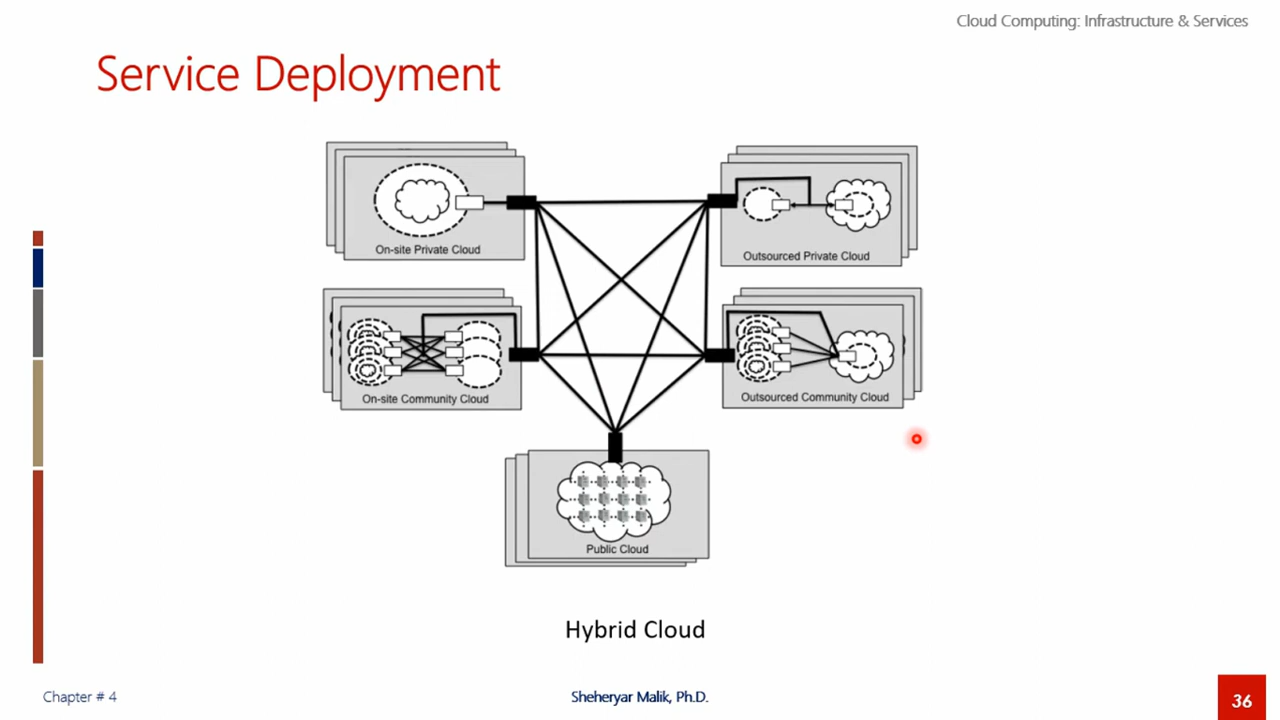 Cloud Computing: Infrastructure & Services
Service Deployment
On-site Private Cloud
Outsourced Private Cloud
On-site Community Cloud
Outsourced Community Cloud
Public Cloud
Hybrid Cloud
Chapter # 4
Sheheryar Malik, Ph.D.
36